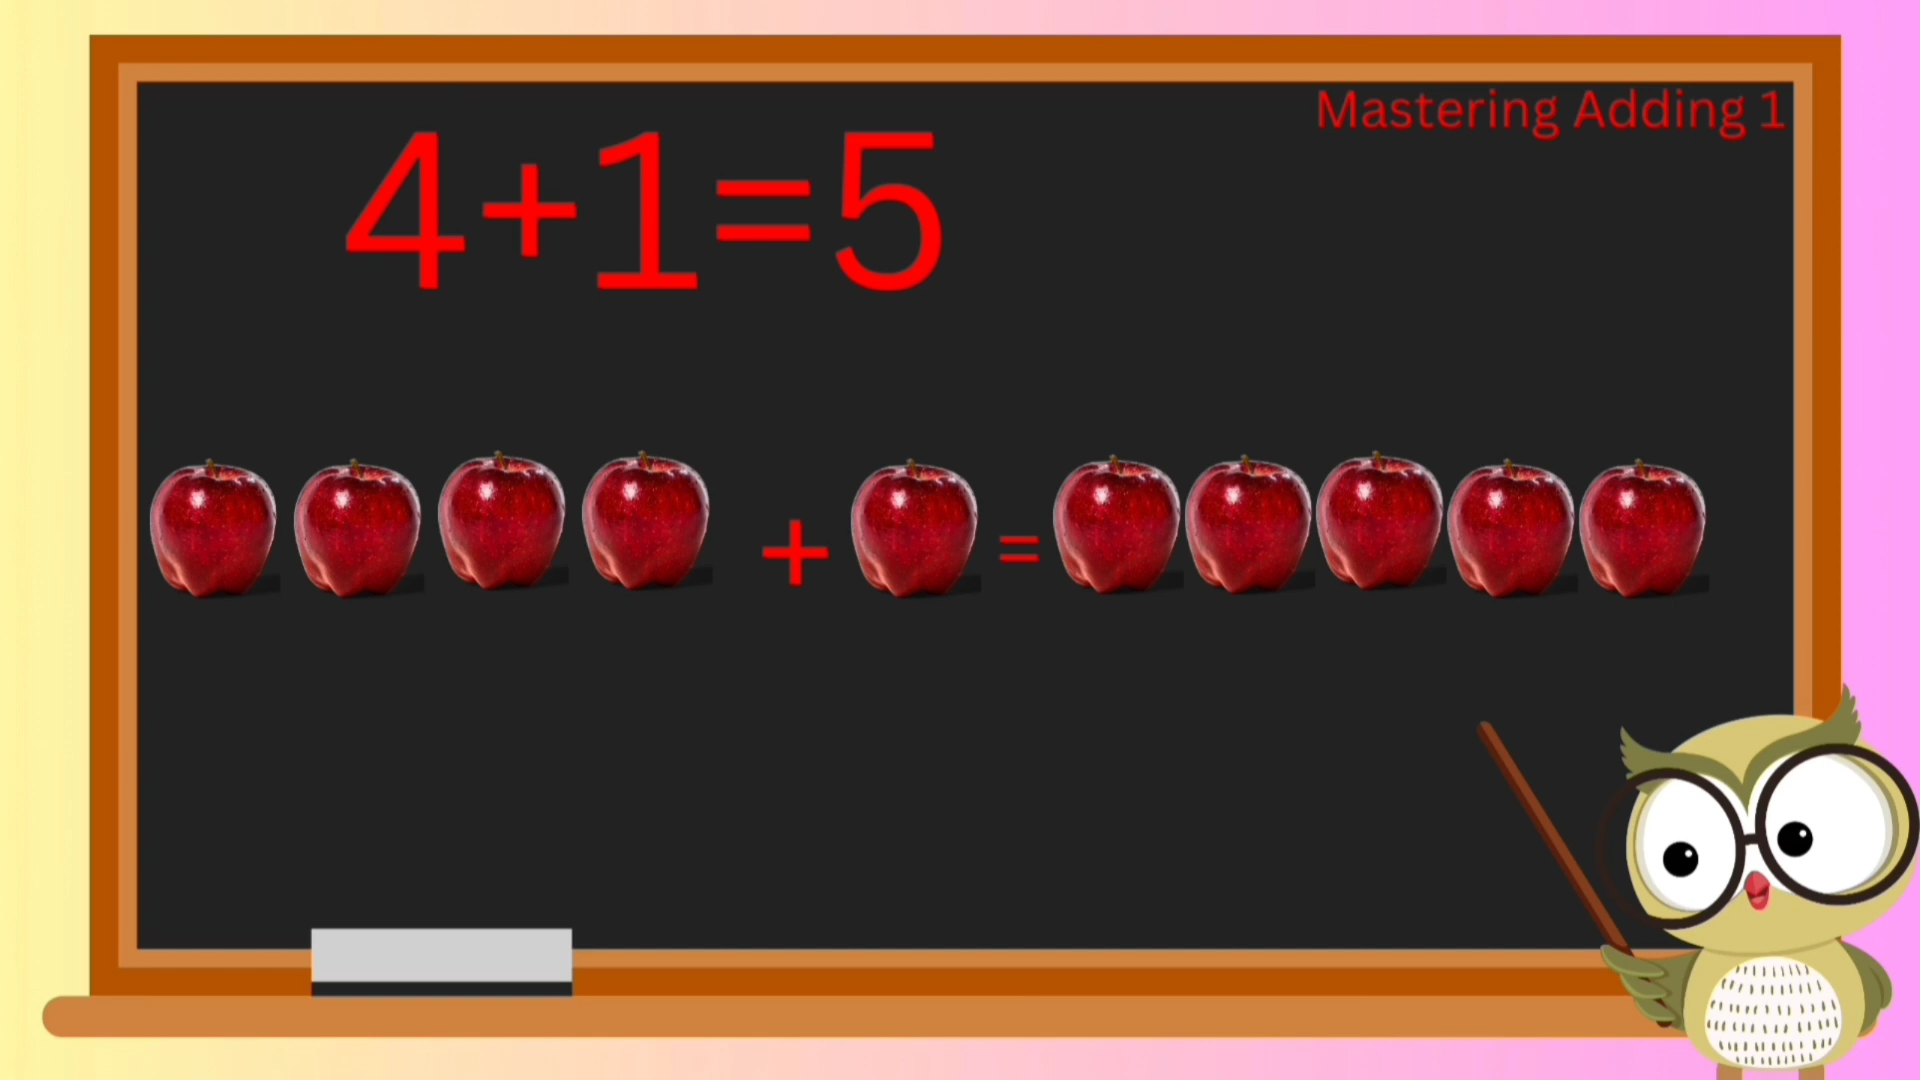 Mastering Adding 1
4+1=5
+ =